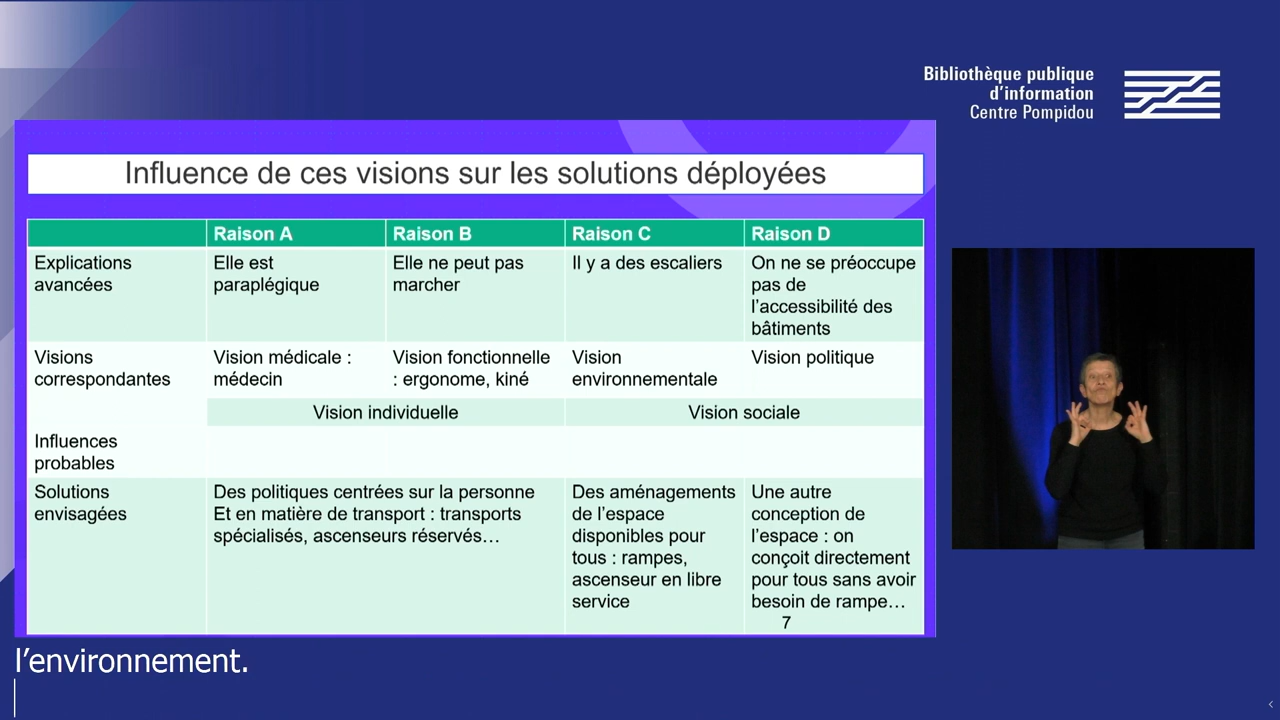 Bibliothèque publique
d'information
Centre Pompidou
Influence de ces visions sur les solutions déployées
Raison A
Raison B
Raison C
Raison D
Explications
avancées
Elle est
paraplégique
Elle ne peut pas
marcher
Il y a des escaliers
On ne se préoccupe
pas de
l'accessibilité des
bâtiments
Visions
correspondantes
Vision médicale :
médecin
Vision fonctionnelle
: ergonome, kiné
Vision
environnementale
Vision politique
Vision individuelle
Vision sociale
Influences
probables
Solutions
envisagées
Des politiques centrées sur la personne
Et en matière de transport : transports
spécialisés, ascenseurs réservés…
Des aménagements
de l'espace
disponibles pour
tous : rampes,
ascenseur en libre
service
Une autre
conception de
l'espace : on
conçoit directement
pour tous sans avoir
besoin de rampe…
7
l'environnement.